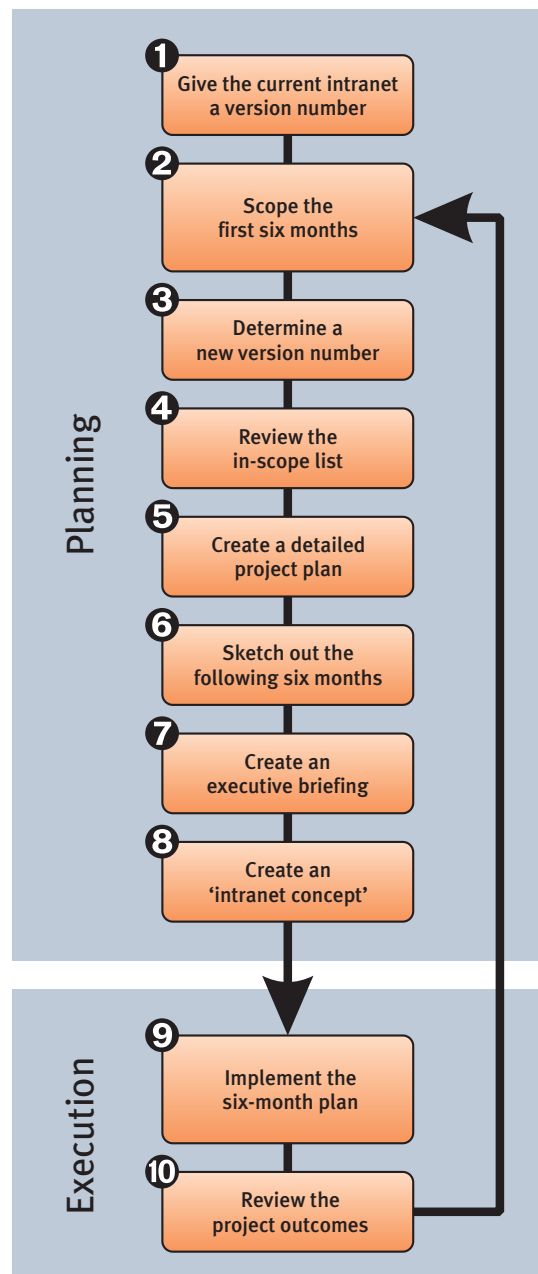 Planning
1
Give the current intranet
a version number
2
Scope the
first six months
3
Determine a
new version number
4
Review the
in-scope list
5
Create a detailed
project plan
6
Sketch out the
following six months
7
Create an
executive briefing
8
Create an
‘intranet concept’
Execution
9
Implement the
six-month plan
10
Review the
project outcomes